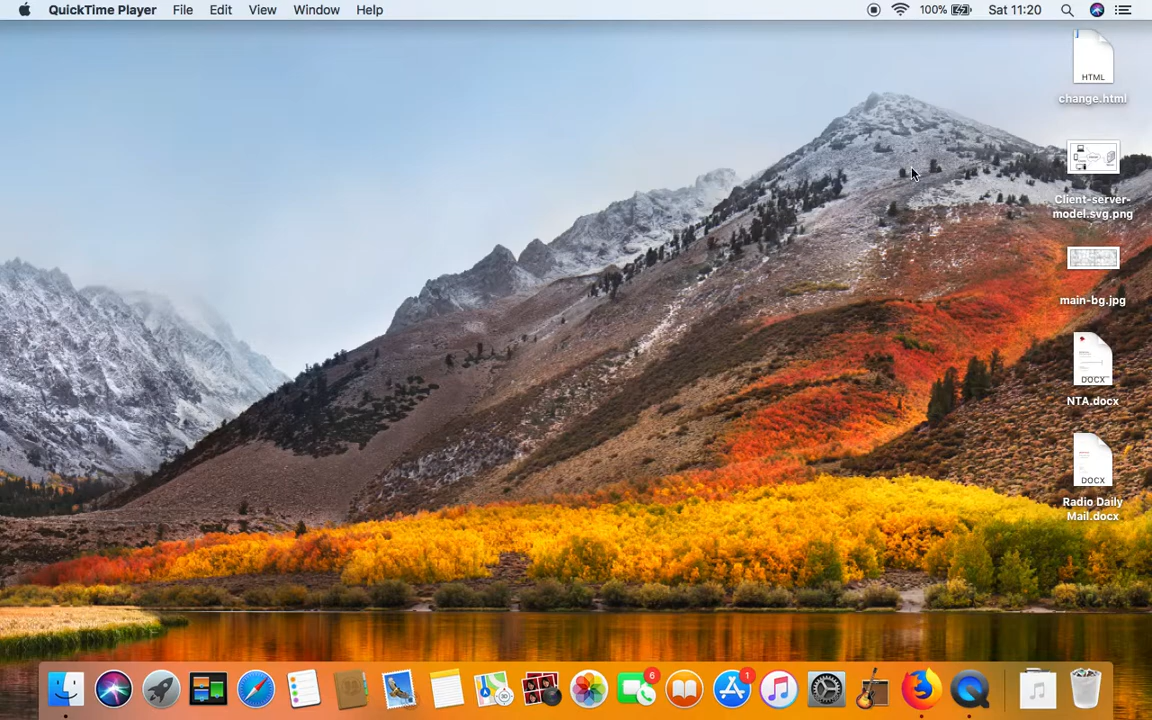 QuickTime Player File Edit View Window Help 100% Sat 11:20
HTML
change.html
Client-server-
model.svg.png
main-bg.jpg
DOCX
NTA.docx
DOCX
Radio Daily
Mail.docx
6
1
3D